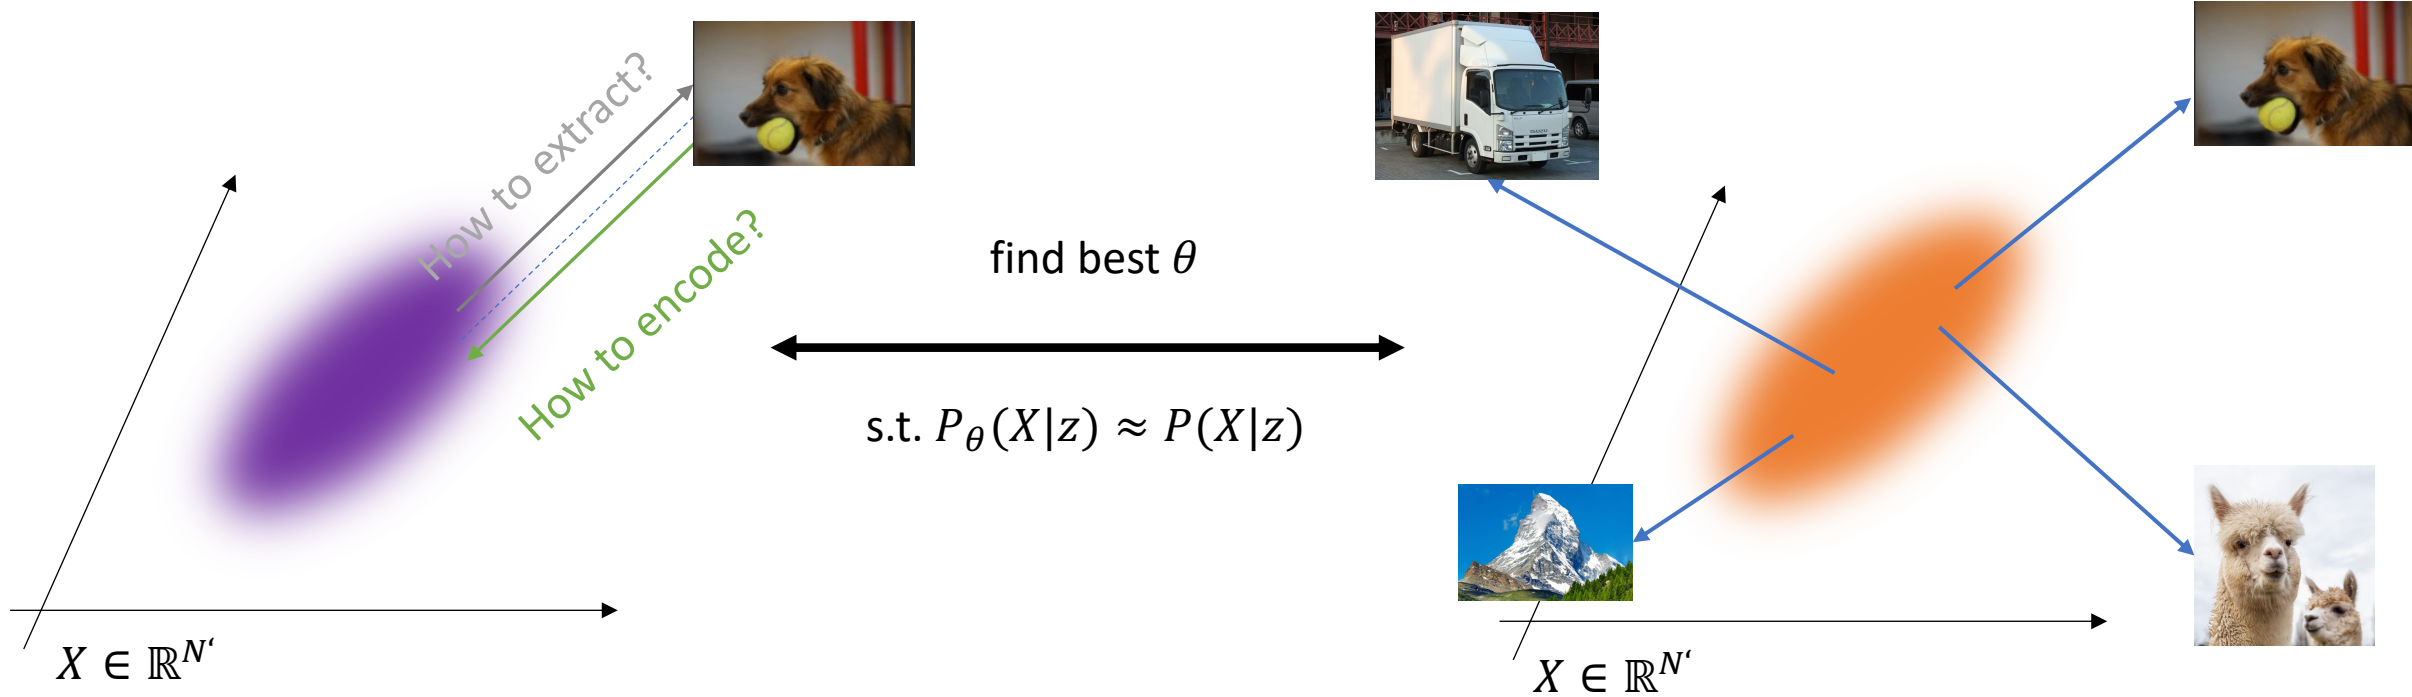 How to extract?
How to encode?
find best θ
s.t. P_θ(X|z) ≈ P(X|z)
X ∈ ℝ^N‘
X ∈ ℝ^N‘